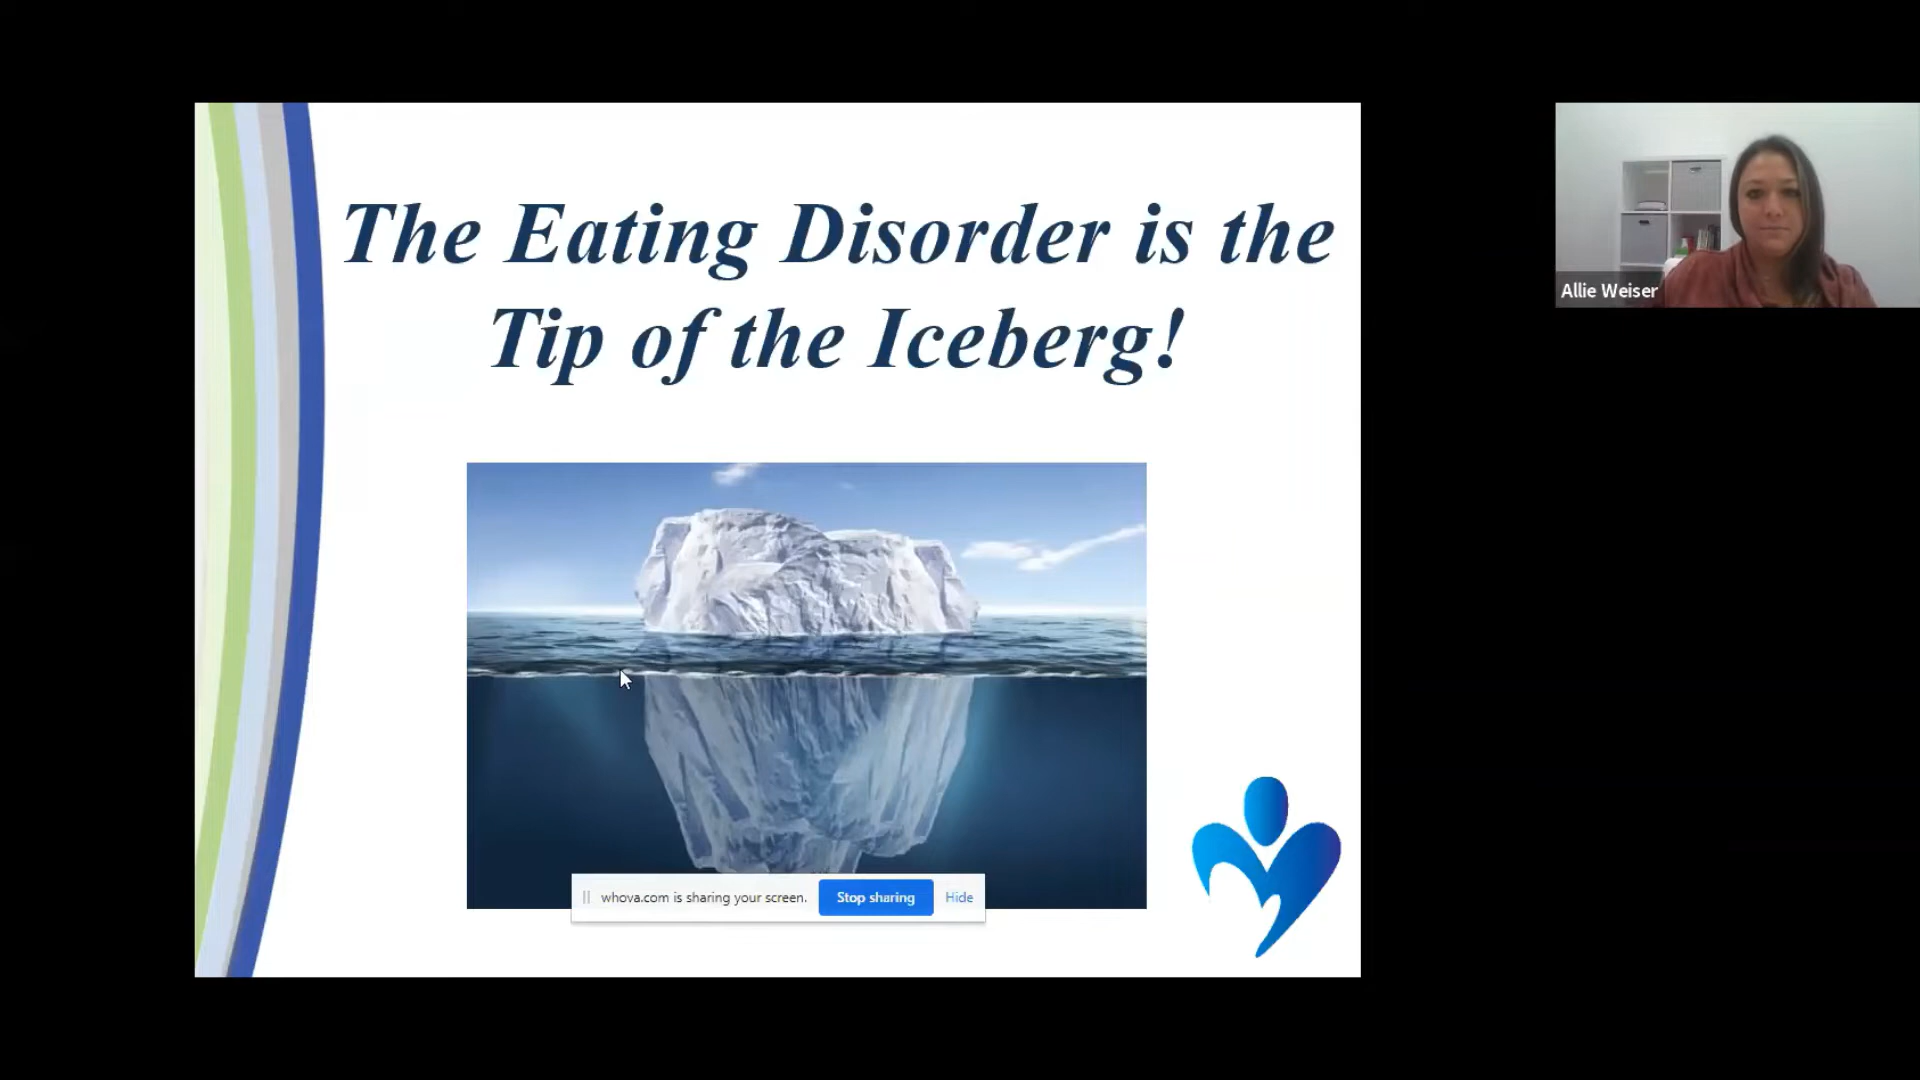 The Eating Disorder is the
Tip of the Iceberg!
Allie Weiser
whova.com is sharing your screen. Stop sharing Hide